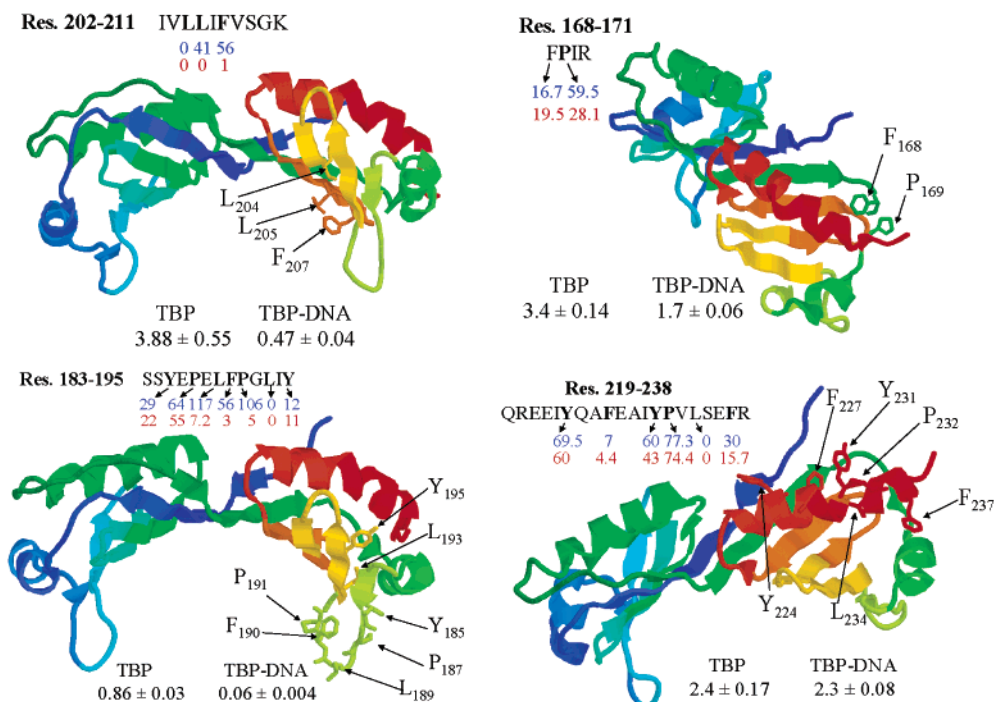 Res. 202-211 IVLLIFVSGK
0 41 56
0 0 1
L204
L205
F207
TBP TBP-DNA
3.88 ± 0.55 0.47 ± 0.04
Res. 168-171
FPIR
16.7 59.5
19.5 28.1
F168
P169
TBP TBP-DNA
3.4 ± 0.14 1.7 ± 0.06
Res. 183-195 SSYEPELFPGLIY
29 64 117 56 106 0 12
22 55 7.2 3 5 0 11
Y195
L193
P191
F190
Y185
P187
L189
TBP TBP-DNA
0.86 ± 0.03 0.06 ± 0.004
Res. 219-238
QREEIYQAFEAIYPVLSEFR
69.5 7 60 77.3 0 30
60 4.4 43 74.4 0 15.7
F227
Y231
P232
F237
Y224
L234
TBP TBP-DNA
2.4 ± 0.17 2.3 ± 0.08